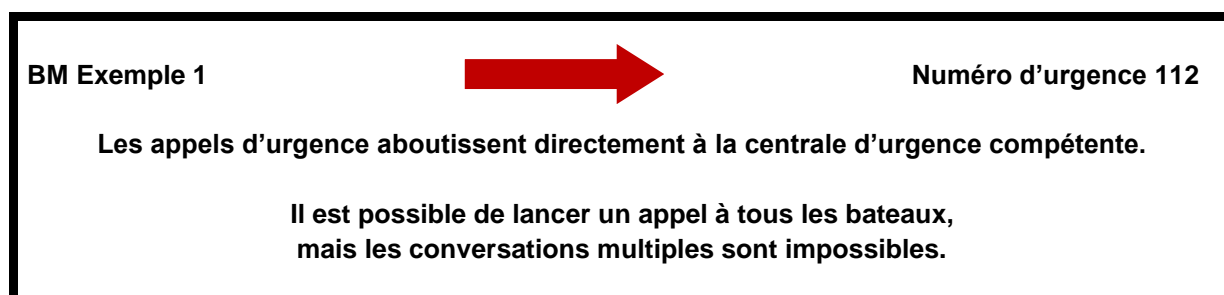 BM Exemple 1 Numéro d’urgence 112
Les appels d’urgence aboutissent directement à la centrale d’urgence compétente.
Il est possible de lancer un appel à tous les bateaux,
mais les conversations multiples sont impossibles.